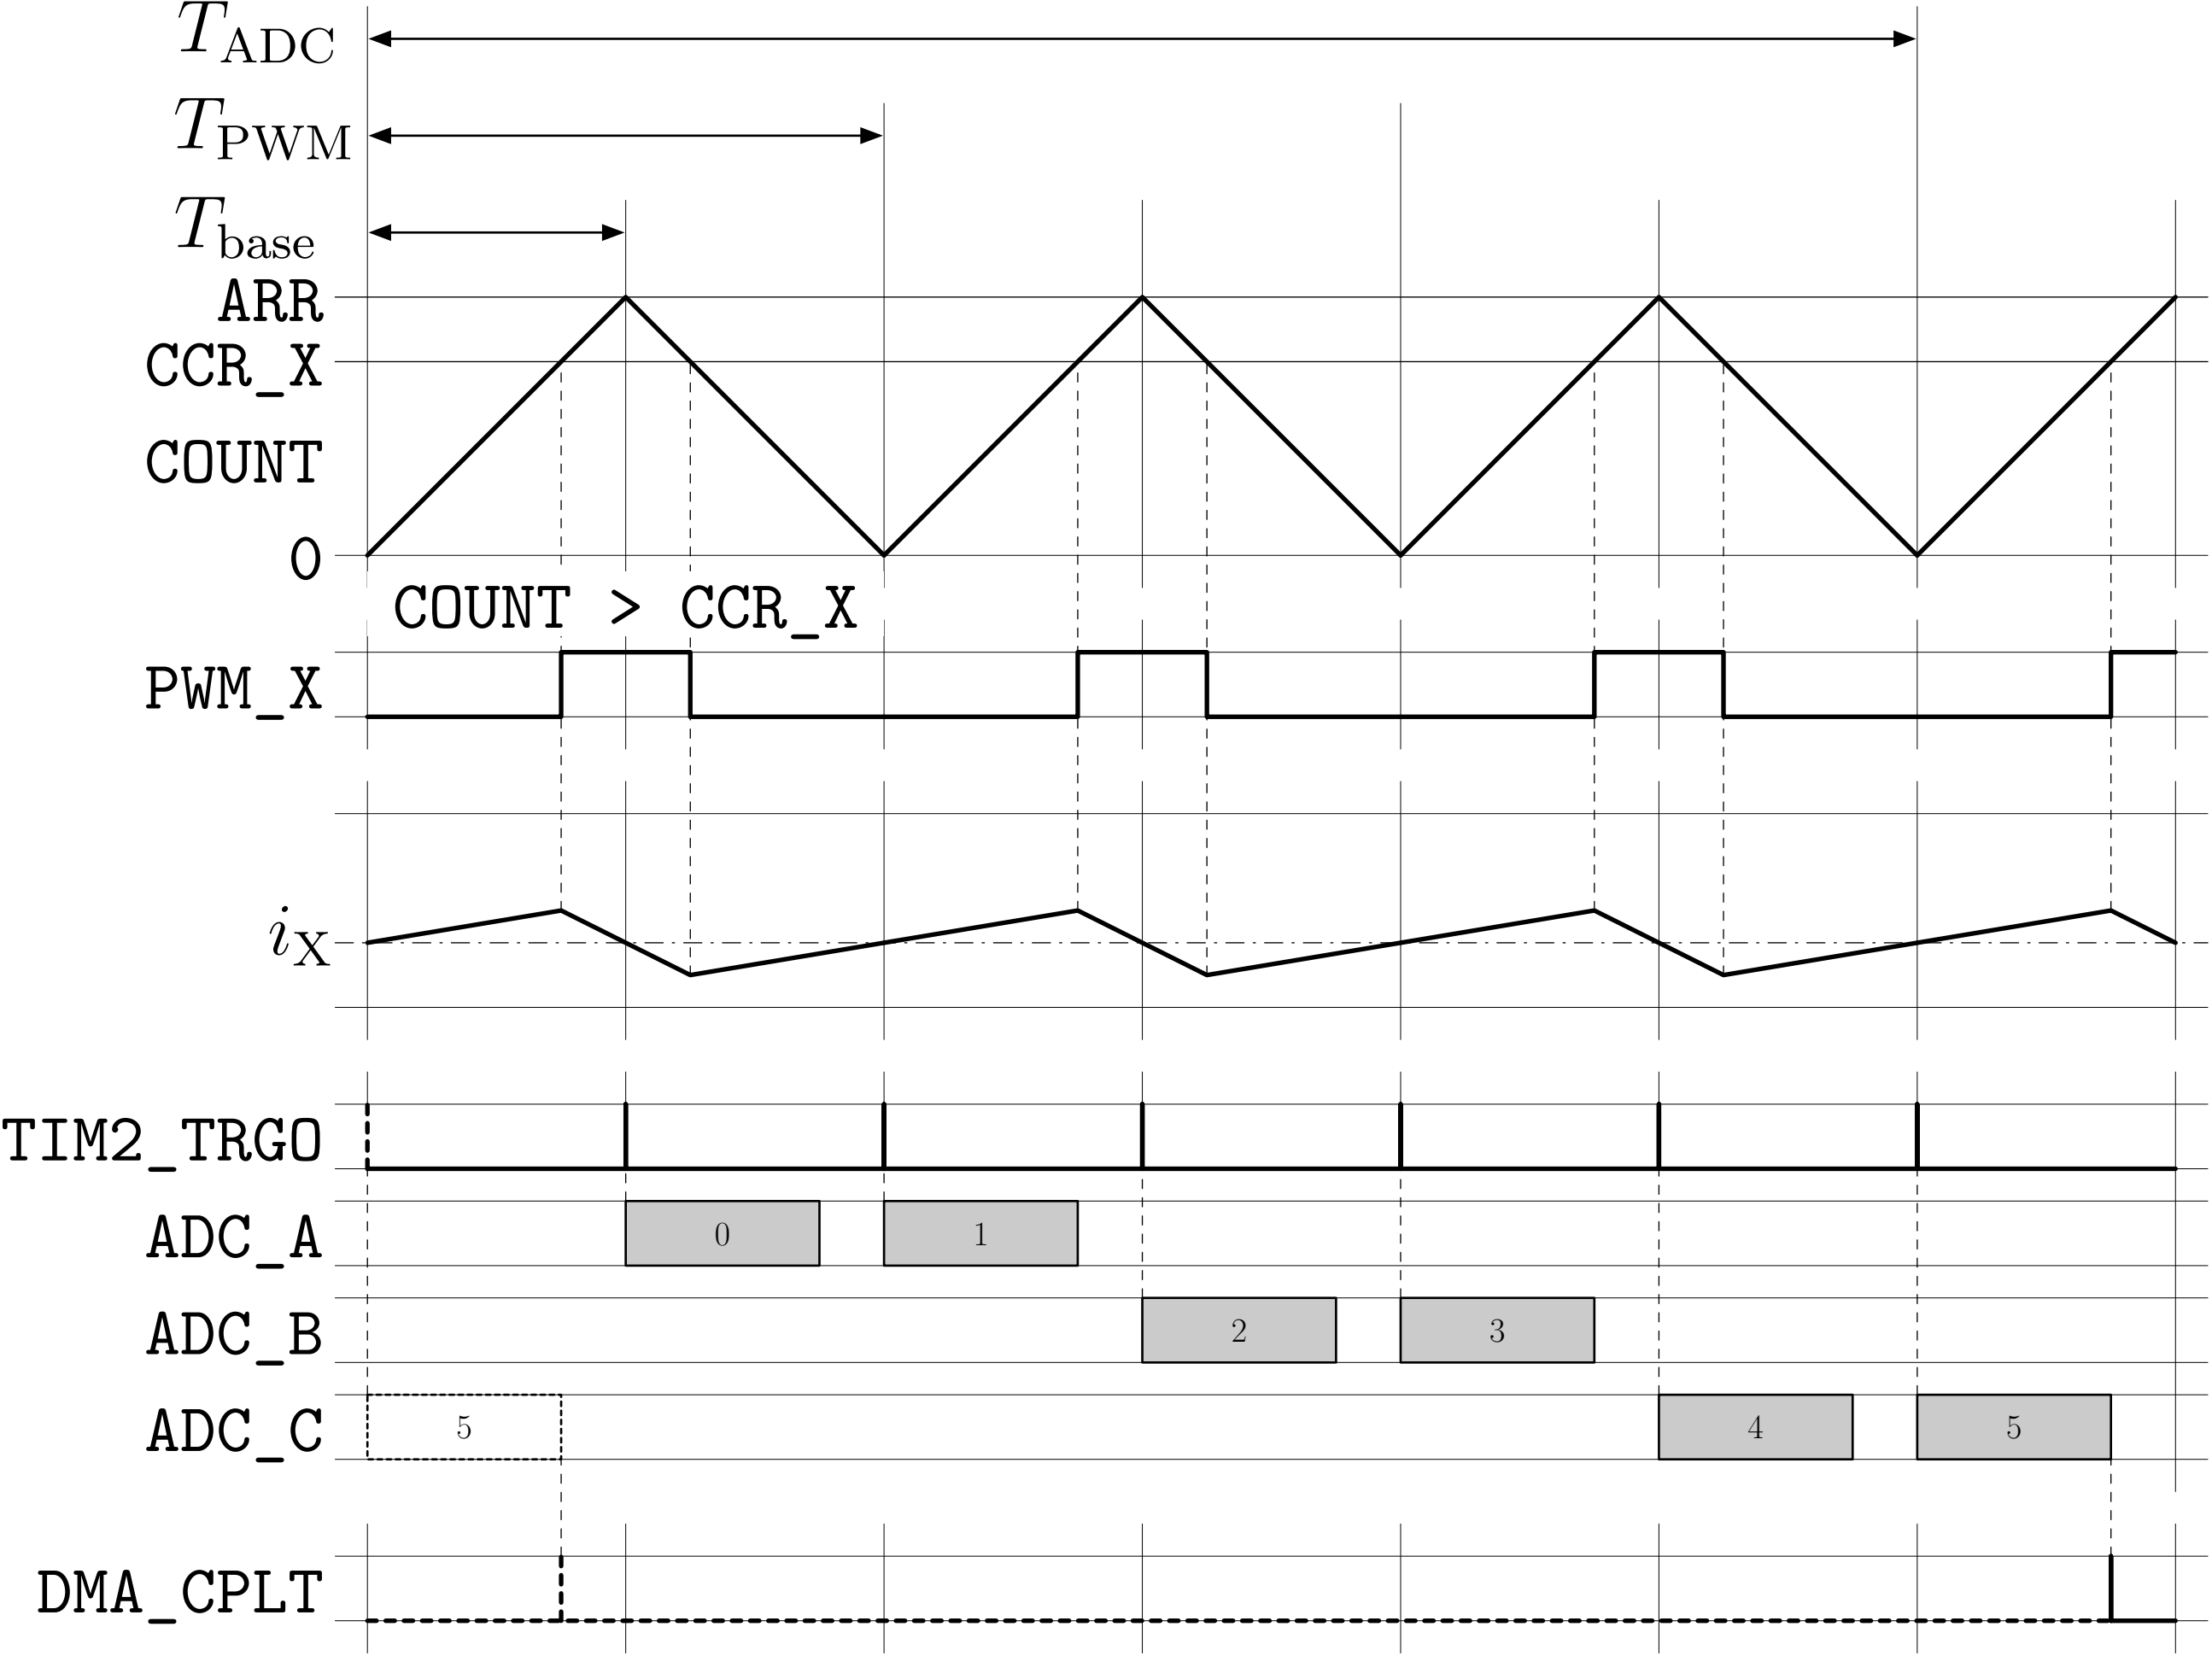 T_ADC
T_PWM
T_base
ARR
CCR_X
COUNT
0
COUNT > CCR_X
PWM_X
i_X
TIM2_TRGO
ADC_A
0 1
ADC_B
2 3
ADC_C
5 4 5
DMA_CPLT